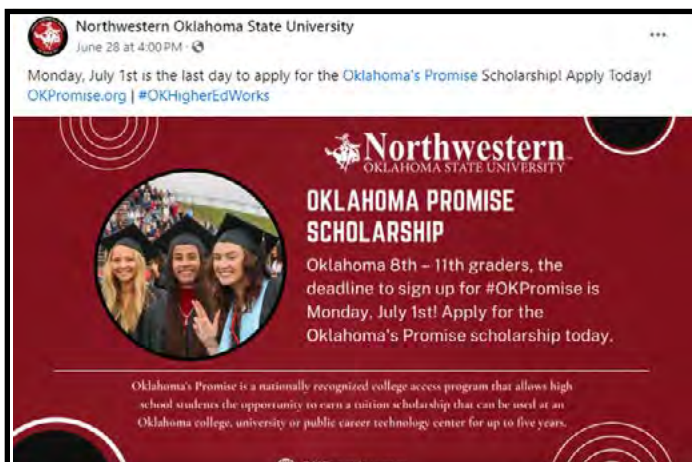 Northwestern Oklahoma State University
June 28 at 4:00 PM ·
Monday, July 1st is the last day to apply for the Oklahoma's Promise Scholarship! Apply Today!
OKPromise.org | #OKHigherEdWorks
Northwestern
OKLAHOMA STATE UNIVERSITY
OKLAHOMA PROMISE
SCHOLARSHIP
Oklahoma 8th – 11th graders, the
deadline to sign up for #OKPromise is
Monday, July 1st! Apply for the
Oklahoma's Promise scholarship today.
Oklahoma's Promise is a nationally recognized college access program that allows high
school students the opportunity to earn a tuition scholarship that can be used at an
Oklahoma college, university or public career technology center for up to five years.